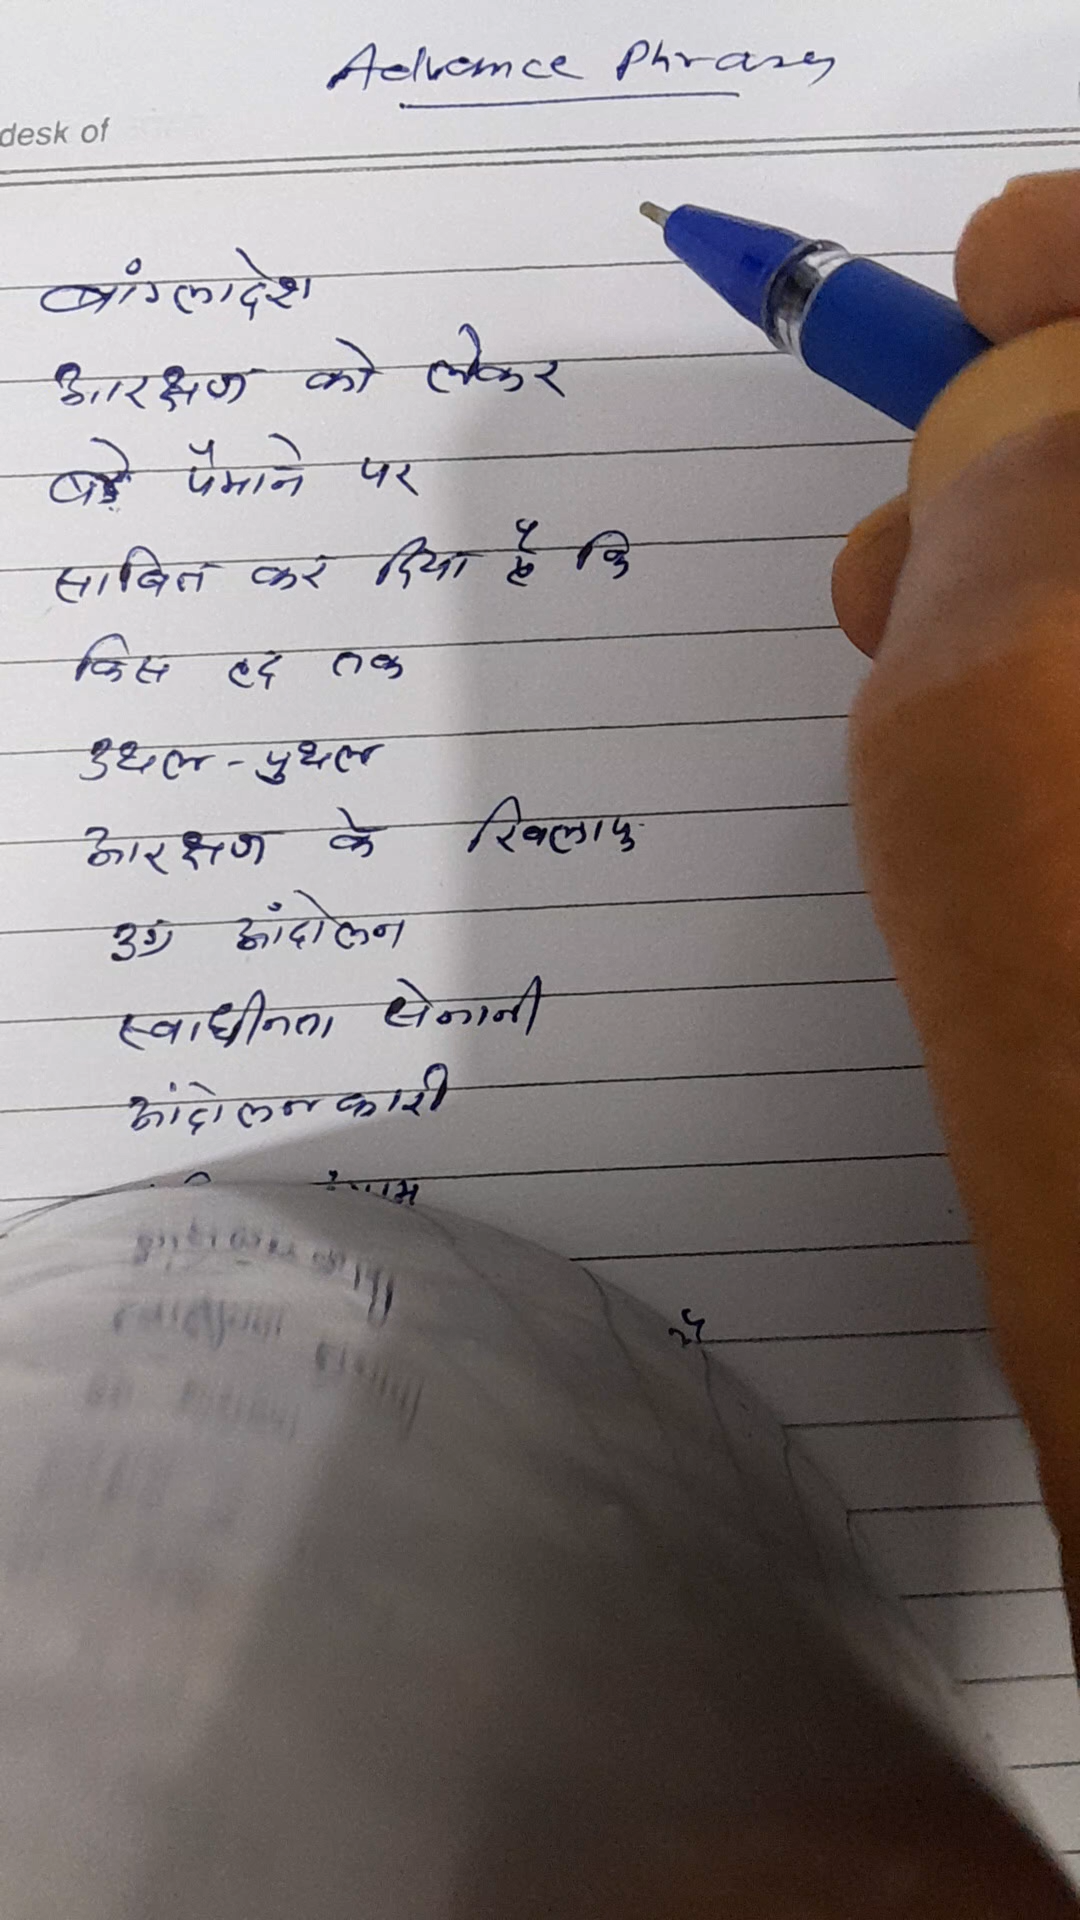 Advance Phrases
desk of
बांग्लादेश
आरक्षण को लेकर
बड़े पैमाने पर
साबित कर दिया है कि
किस हद तक
उथल-पुथल
आरक्षण के खिलाफ
उग्र आंदोलन
स्वाधीनता सेनानी
आंदोलनकारी
में